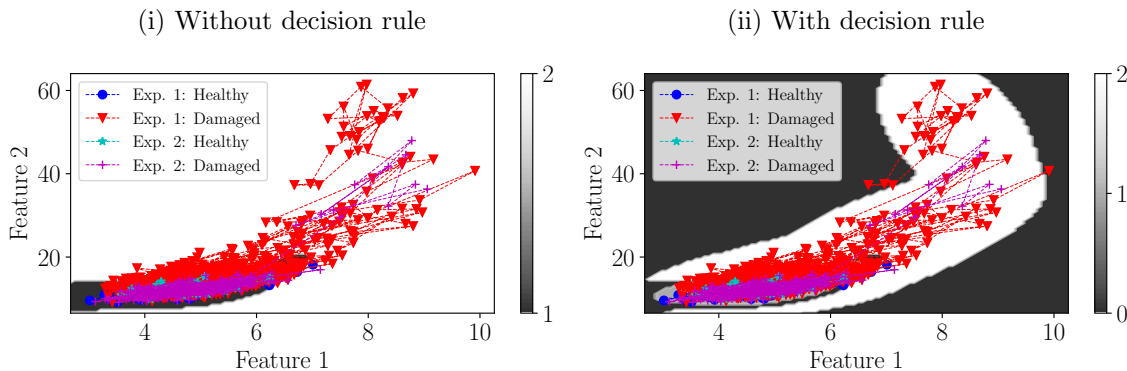 (i) Without decision rule
(ii) With decision rule
Feature 2
60
40
20
Exp. 1: Healthy
Exp. 1: Damaged
Exp. 2: Healthy
Exp. 2: Damaged
4 6 8 10
Feature 1
2
1
Feature 2
60
40
20
Exp. 1: Healthy
Exp. 1: Damaged
Exp. 2: Healthy
Exp. 2: Damaged
4 6 8 10
Feature 1
2
1
0